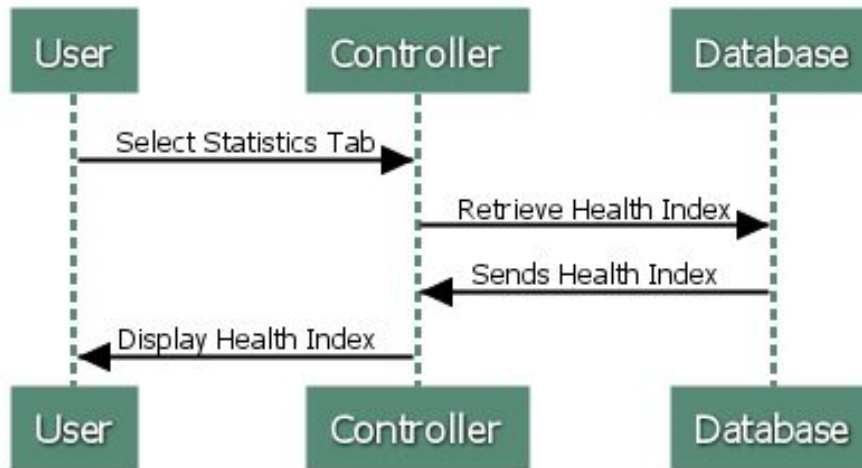 User
Controller
Database
Select Statistics Tab
Retrieve Health Index
Sends Health Index
Display Health Index
User
Controller
Database